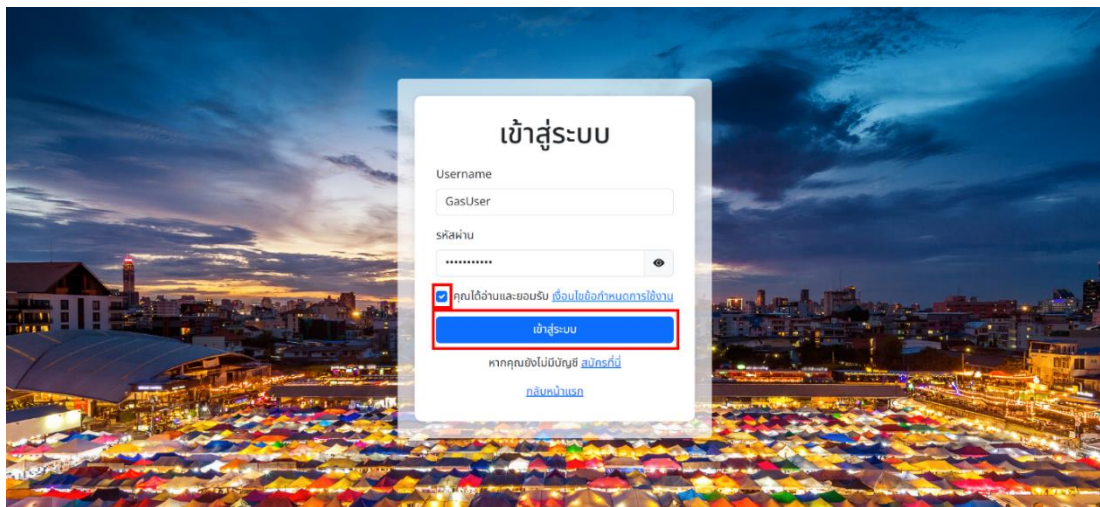 เข้าสู่ระบบ
Username
GasUser
รหัสผ่าน
•••••••••••
คุณได้อ่านและยอมรับ เงื่อนไขข้อกำหนดการใช้งาน
เข้าสู่ระบบ
หากคุณยังไม่มีบัญชี สมัครที่นี่
กลับหน้าแรก